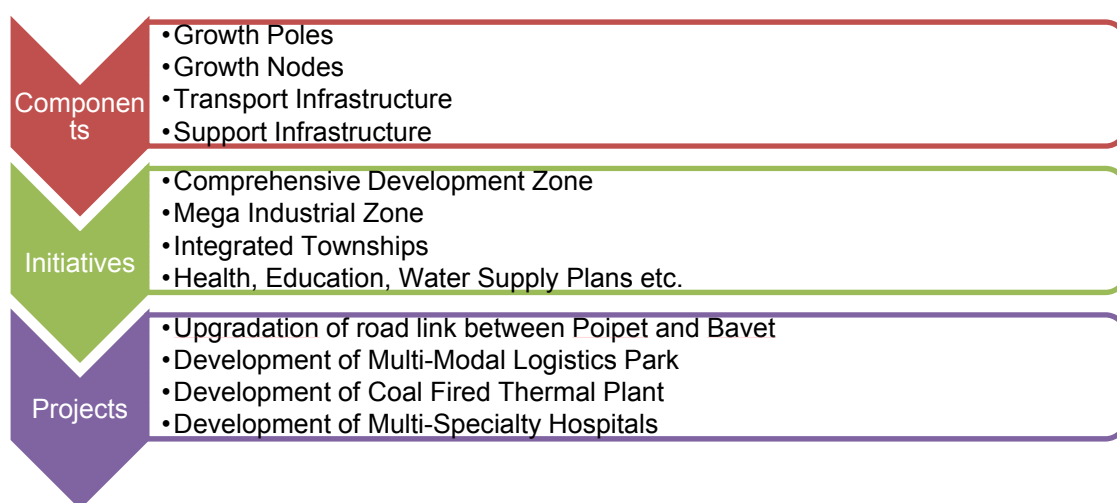 Componen
ts
•Growth Poles
•Growth Nodes
•Transport Infrastructure
•Support Infrastructure
Initiatives
•Comprehensive Development Zone
•Mega Industrial Zone
•Integrated Townships
•Health, Education, Water Supply Plans etc.
Projects
•Upgradation of road link between Poipet and Bavet
•Development of Multi-Modal Logistics Park
•Development of Coal Fired Thermal Plant
•Development of Multi-Specialty Hospitals